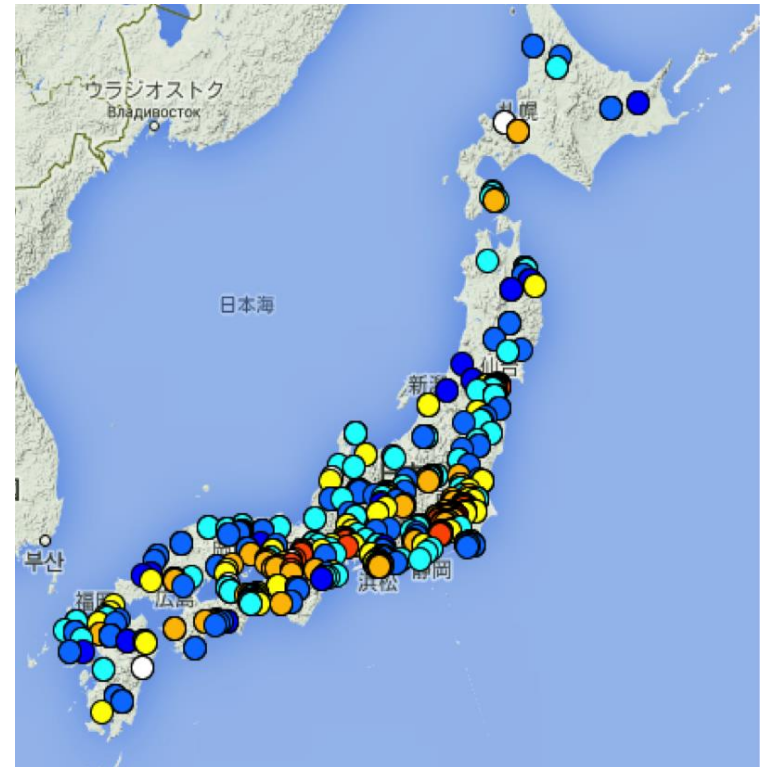 ウラジオストク
Владивосток
札幌
日本海
仙台
新潟
부산
浜松
静岡
福岡
広島